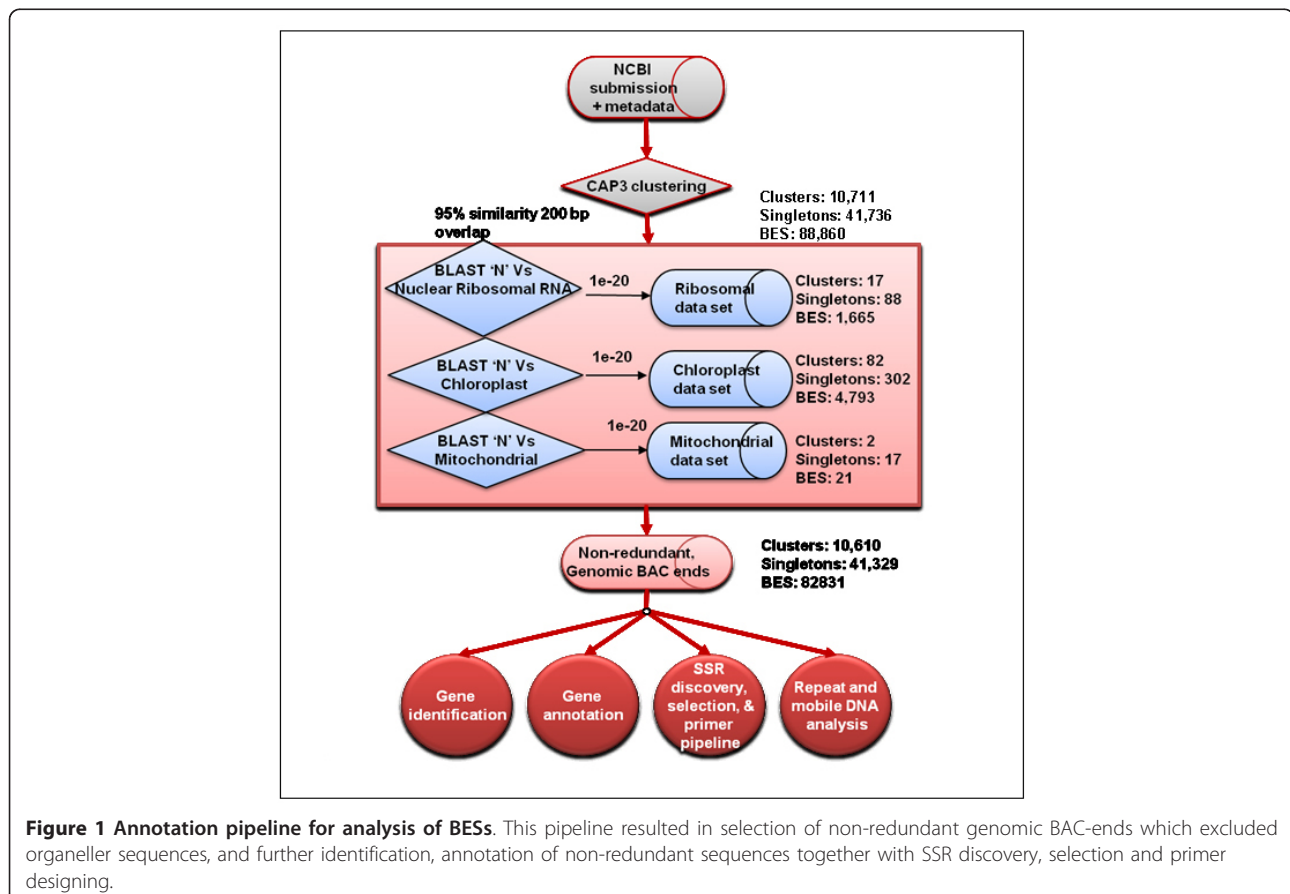 NCBI
submission
+ metadata
CAP3 clustering
Clusters: 10,711
Singletons: 41,736
BES: 88,860
95% similarity 200 bp
overlap
BLAST ‘N’ Vs
Nuclear Ribosomal RNA
1e-20
Ribosomal
data set
Clusters: 17
Singletons: 88
BES: 1,665
BLAST ‘N’ Vs
Chloroplast
1e-20
Chloroplast
data set
Clusters: 82
Singletons: 302
BES: 4,793
BLAST ‘N’ Vs
Mitochondrial
1e-20
Mitochondrial
data set
Clusters: 2
Singletons: 17
BES: 21
Non-redundant,
Genomic BAC ends
Clusters: 10,610
Singletons: 41,329
BES: 82831
Gene
identification
Gene
annotation
SSR
discovery,
selection, &
primer
pipeline
Repeat and
mobile DNA
analysis
Figure 1 Annotation pipeline for analysis of BESs. This pipeline resulted in selection of non-redundant genomic BAC-ends which excluded
organeller sequences, and further identification, annotation of non-redundant sequences together with SSR discovery, selection and primer
designing.